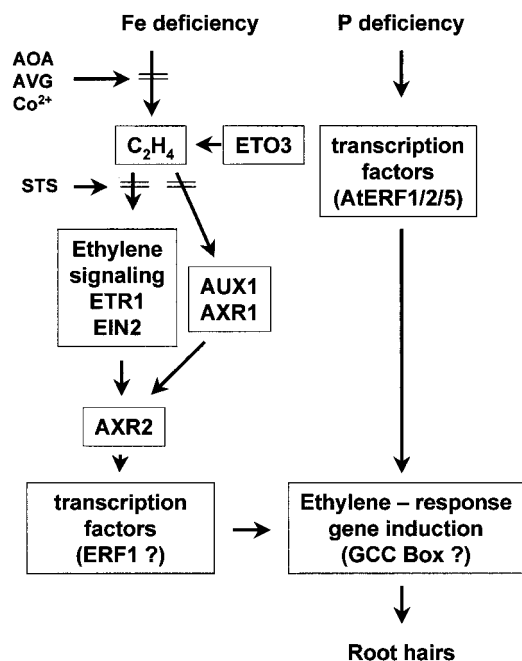 Fe deficiency
P deficiency
AOA
AVG
Co²⁺
C₂H₄
ETO3
STS
transcription
factors
(AtERF1/2/5)
Ethylene
signaling
ETR1
EIN2
AUX1
AXR1
AXR2
transcription
factors
(ERF1 ?)
Ethylene – response
gene induction
(GCC Box ?)
Root hairs